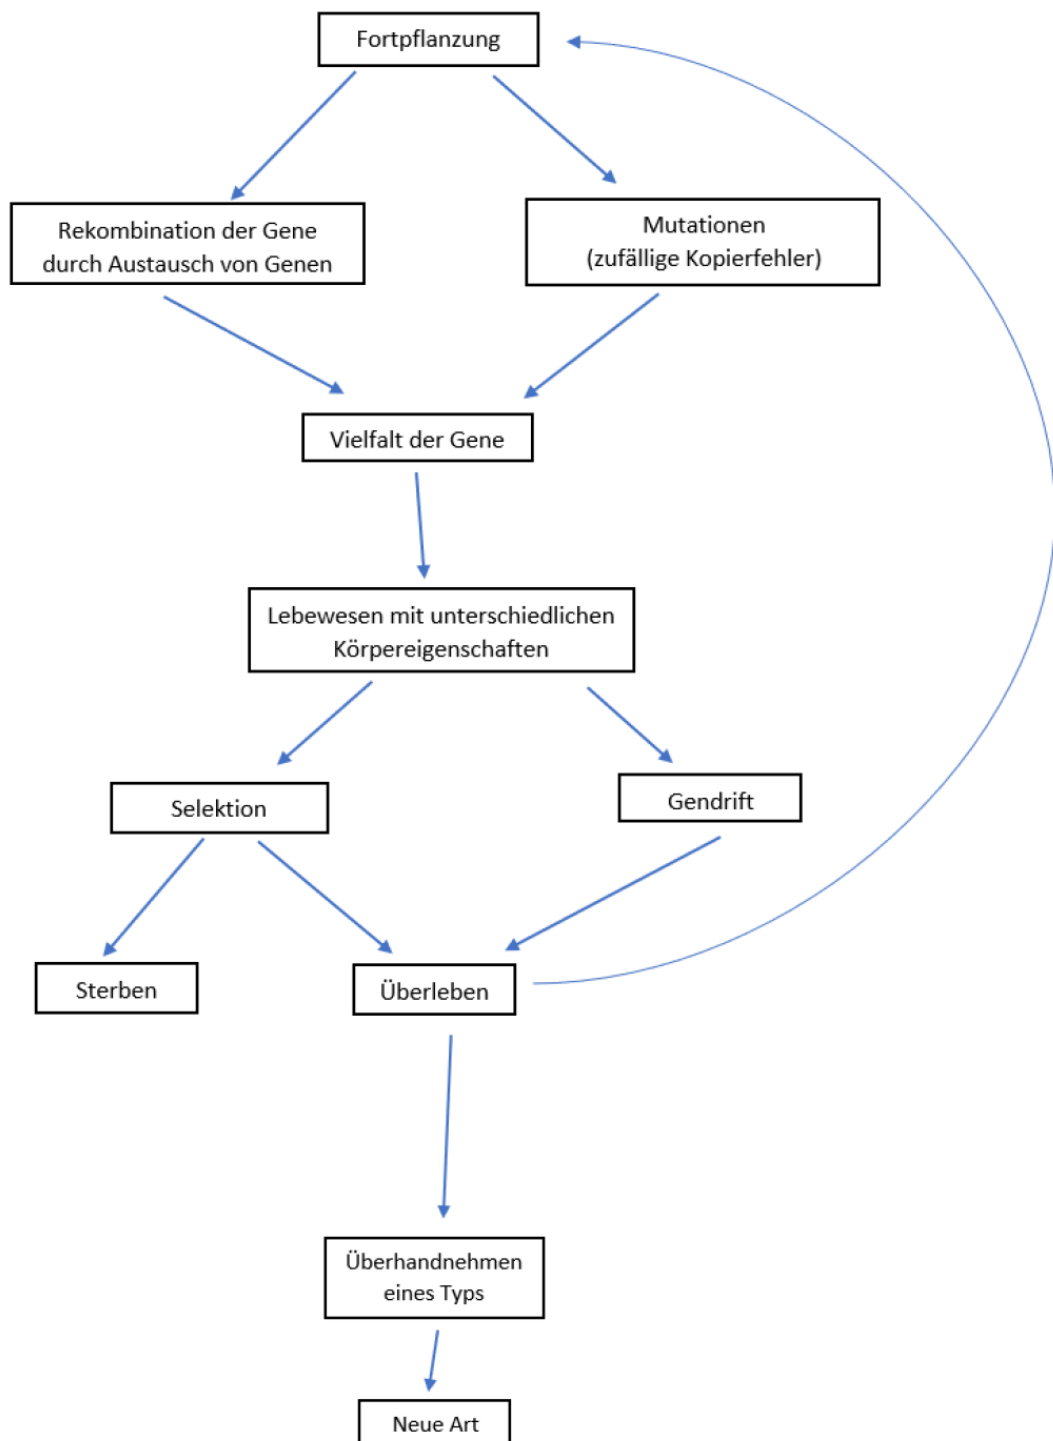 Fortpflanzung
Rekombination der Gene
durch Austausch von Genen
Mutationen
(zufällige Kopierfehler)
Vielfalt der Gene
Lebewesen mit unterschiedlichen
Körpereigenschaften
Selektion
Gendrift
Sterben
Überleben
Überhandnehmen
eines Typs
Neue Art